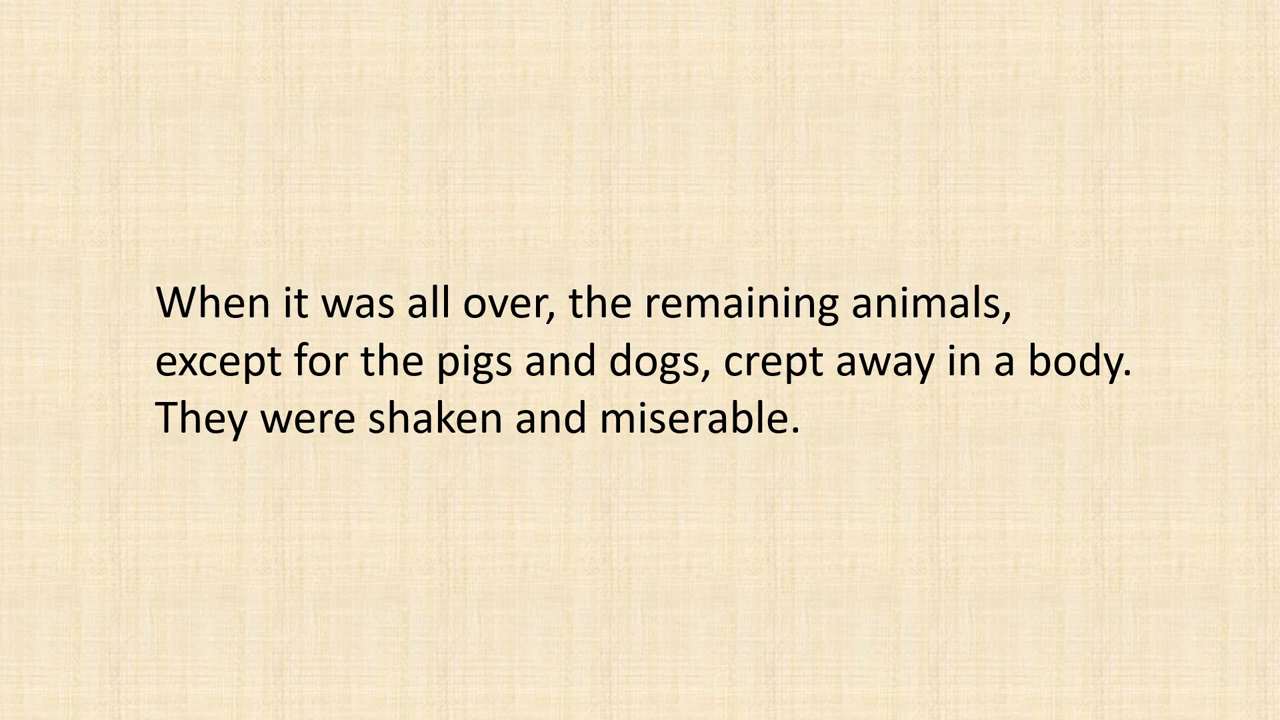 When it was all over, the remaining animals,
except for the pigs and dogs, crept away in a body.
They were shaken and miserable.